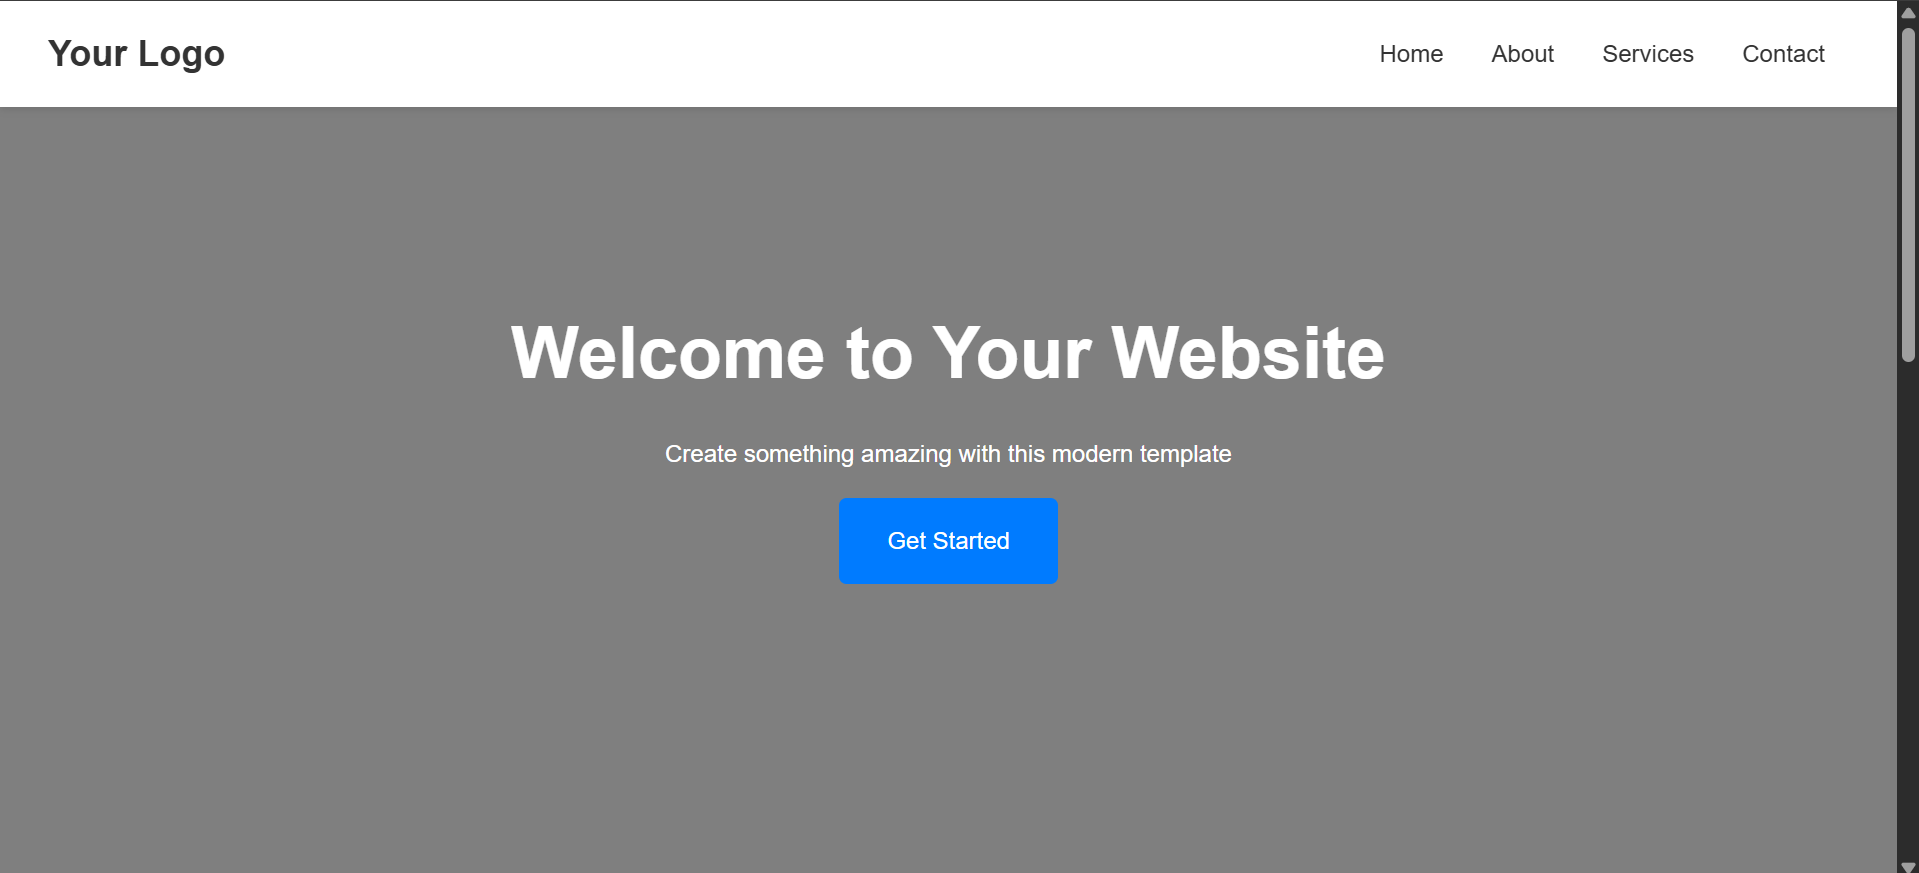 Your Logo
Home About Services Contact
Welcome to Your Website
Create something amazing with this modern template
Get Started